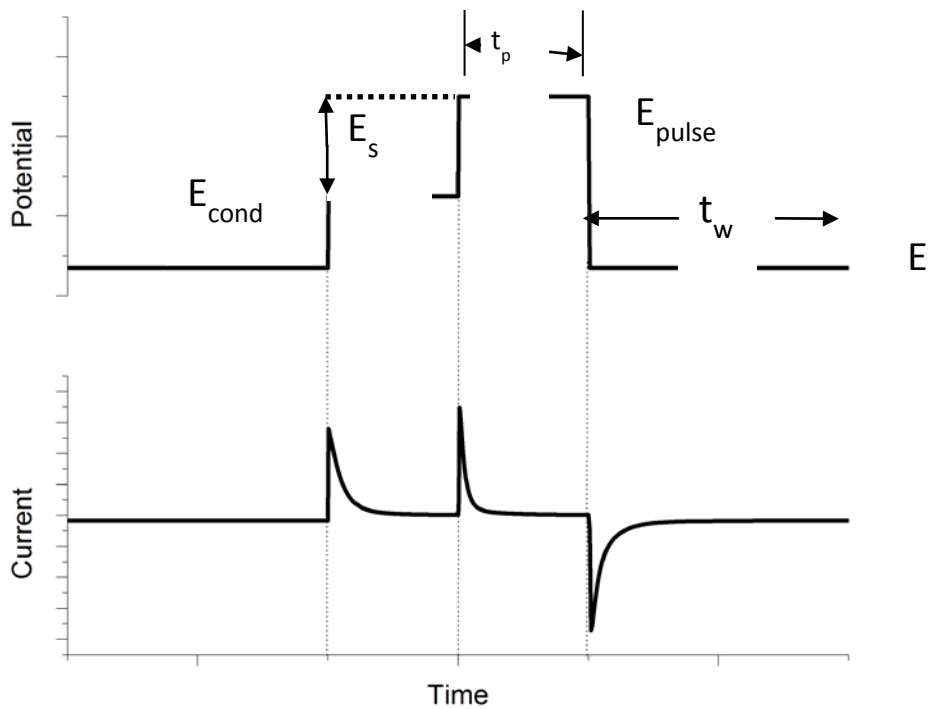 t_p
E_s
E_pulse
E_cond
t_w
E
Potential
Current
Time